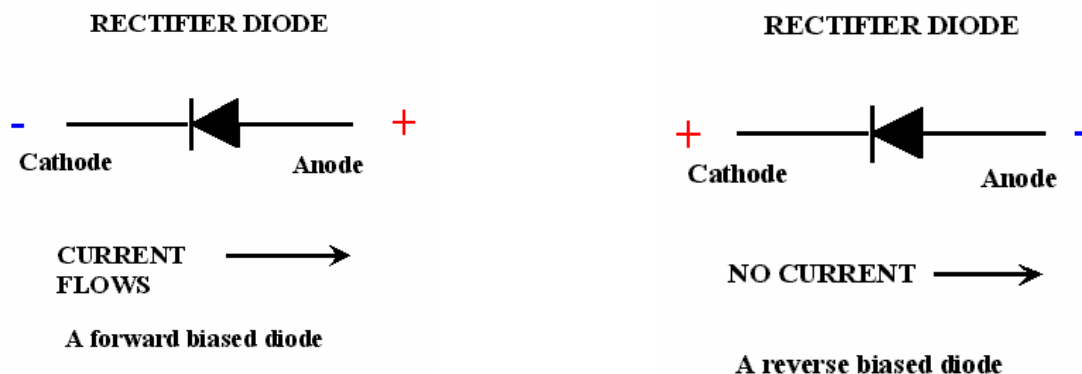 RECTIFIER DIODE
- +
Cathode Anode
CURRENT
FLOWS
A forward biased diode
RECTIFIER DIODE
+ -
Cathode Anode
NO CURRENT
A reverse biased diode